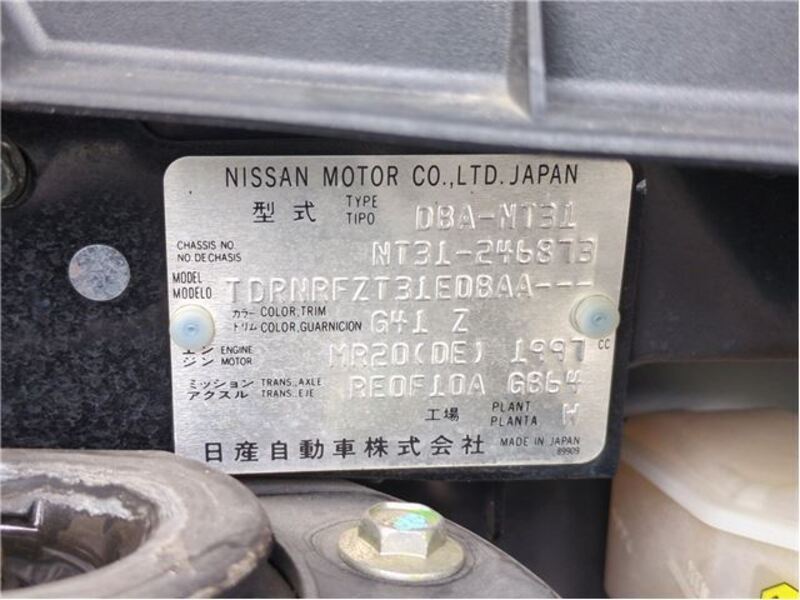 NISSAN MOTOR CO.,LTD. JAPAN
型式 TYPE TIPO DBA-NT31
CHASSIS NO. NO.DE CHASIS NT31-246873
MODEL MODELO TDRNRFZT31EDBAA---
カラー COLOR,TRIM
トリム COLOR,GUARNICION G41 Z
エン ENGINE
ジン MOTOR MR20(DE) 1997 CC
ミッション TRANS.,AXLE
アクスル TRANS.,EJE RE0F10A G864
工場 PLANT PLANTA W
日産自動車株式会社 MADE IN JAPAN
89909